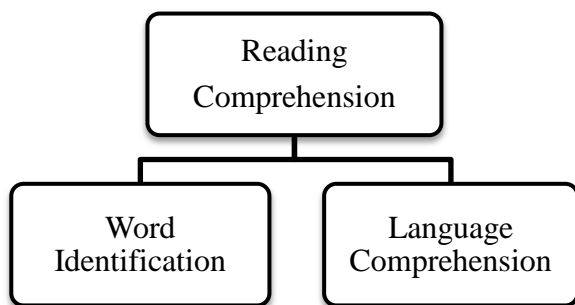 Reading
Comprehension
Word
Identification
Language
Comprehension